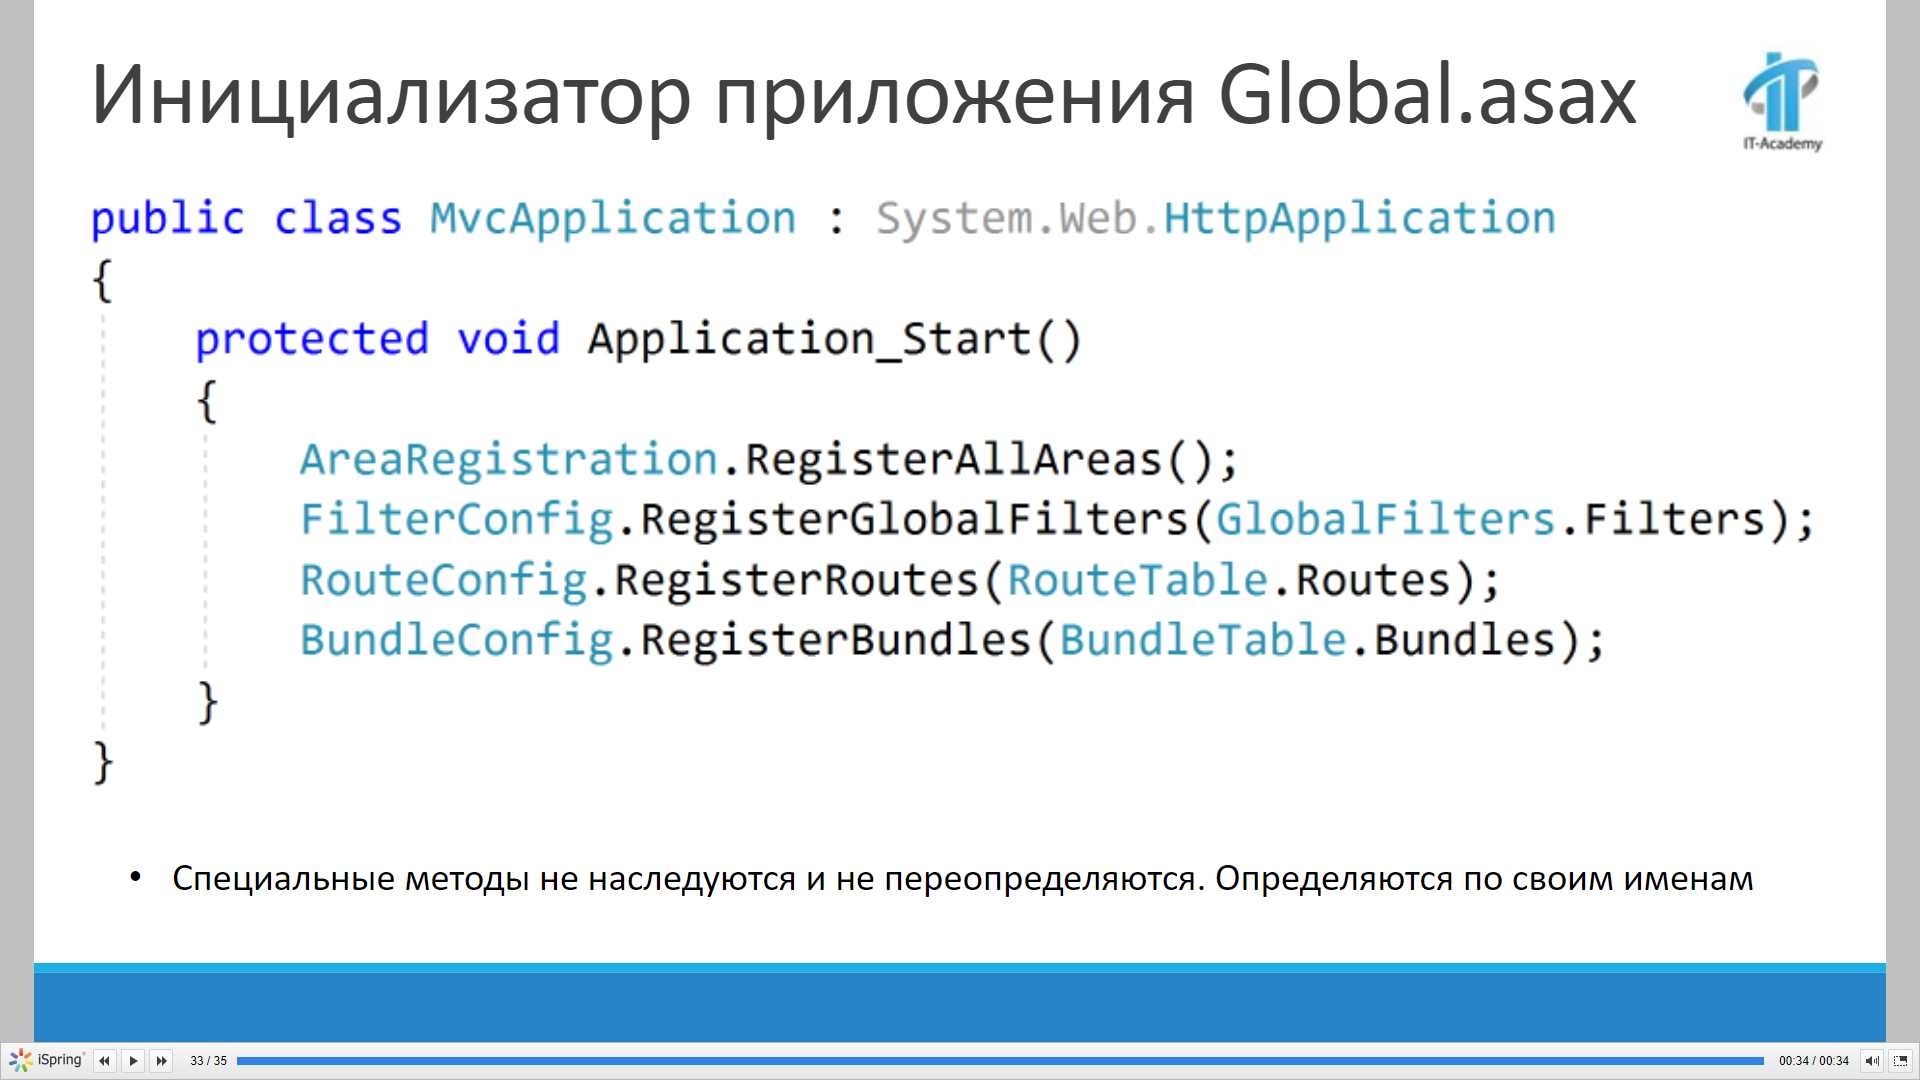 Инициализатор приложения Global.asax
IT-Academy
public class MvcApplication : System.Web.HttpApplication
{
protected void Application_Start()
{
AreaRegistration.RegisterAllAreas();
FilterConfig.RegisterGlobalFilters(GlobalFilters.Filters);
RouteConfig.RegisterRoutes(RouteTable.Routes);
BundleConfig.RegisterBundles(BundleTable.Bundles);
}
}
• Специальные методы не наследуются и не переопределяются. Определяются по своим именам
iSpring 33 / 35 00:34 / 00:34